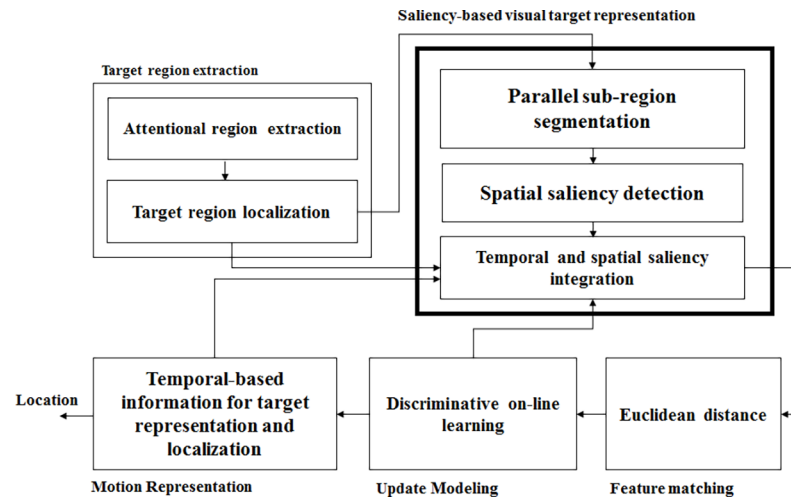 Saliency-based visual target representation
Target region extraction
Attentional region extraction
Target region localization
Parallel sub-region
segmentation
Spatial saliency detection
Temporal and spatial saliency
integration
Location
Temporal-based
information for target
representation and
localization
Discriminative on-line
learning
Euclidean distance
Motion Representation
Update Modeling
Feature matching